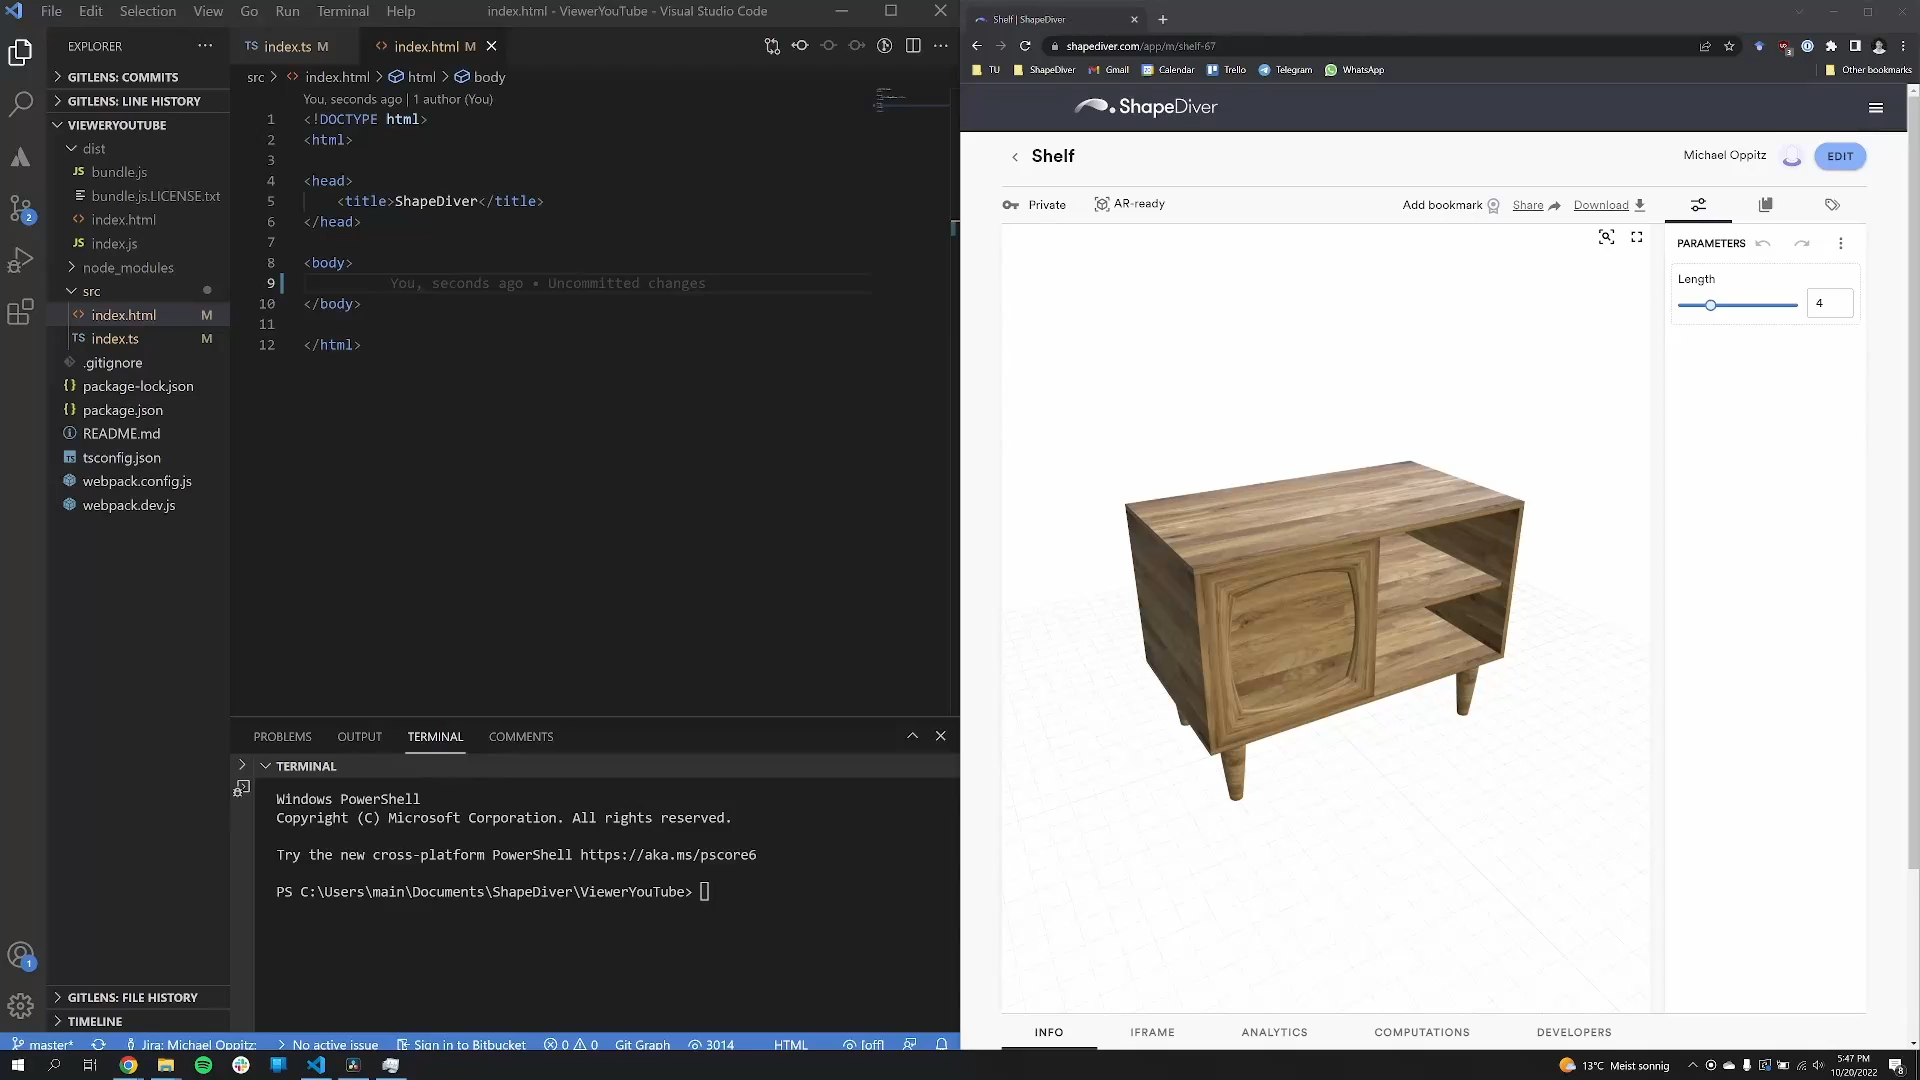 File Edit Selection View Go Run Terminal Help
index.html - ViewerYouTube - Visual Studio Code
EXPLORER
GITLENS: COMMITS
GITLENS: LINE HISTORY
VIEWERYOUTUBE
dist
JS bundle.js
bundle.js.LICENSE.txt
<> index.html
JS index.js
node_modules
src
<> index.html M
TS index.ts M
.gitignore
{} package-lock.json
{} package.json
README.md
TS tsconfig.json
webpack.config.js
webpack.dev.js
GITLENS: FILE HISTORY
TIMELINE
2
1
TS index.ts M
<> index.html M
src > <> index.html > html > body
You, seconds ago | 1 author (You)
1 <!DOCTYPE html>
2 <html>
3
4 <head>
5 <title>ShapeDiver</title>
6 </head>
7
8 <body>
9 You, seconds ago • Uncommitted changes
10 </body>
11
12 </html>
PROBLEMS OUTPUT TERMINAL COMMENTS
TERMINAL
Windows PowerShell
Copyright (C) Microsoft Corporation. All rights reserved.
Try the new cross-platform PowerShell https://aka.ms/pscore6
PS C:\Users\main\Documents\ShapeDiver\ViewerYouTube>
master* Jira: Michael Oppitz: No active issue Sign in to Bitbucket 0 0 Git Graph 3014 HTML [off]
Shelf | ShapeDiver
shapediver.com/app/m/shelf-67
TU ShapeDiver Gmail Calendar Trello Telegram WhatsApp Other bookmarks
ShapeDiver
Shelf
Michael Oppitz
EDIT
Private
AR-ready
Add bookmark
Share
Download
PARAMETERS
Length
4
INFO IFRAME ANALYTICS COMPUTATIONS DEVELOPERS
13°C Meist sonnig
5:47 PM
10/20/2022
8